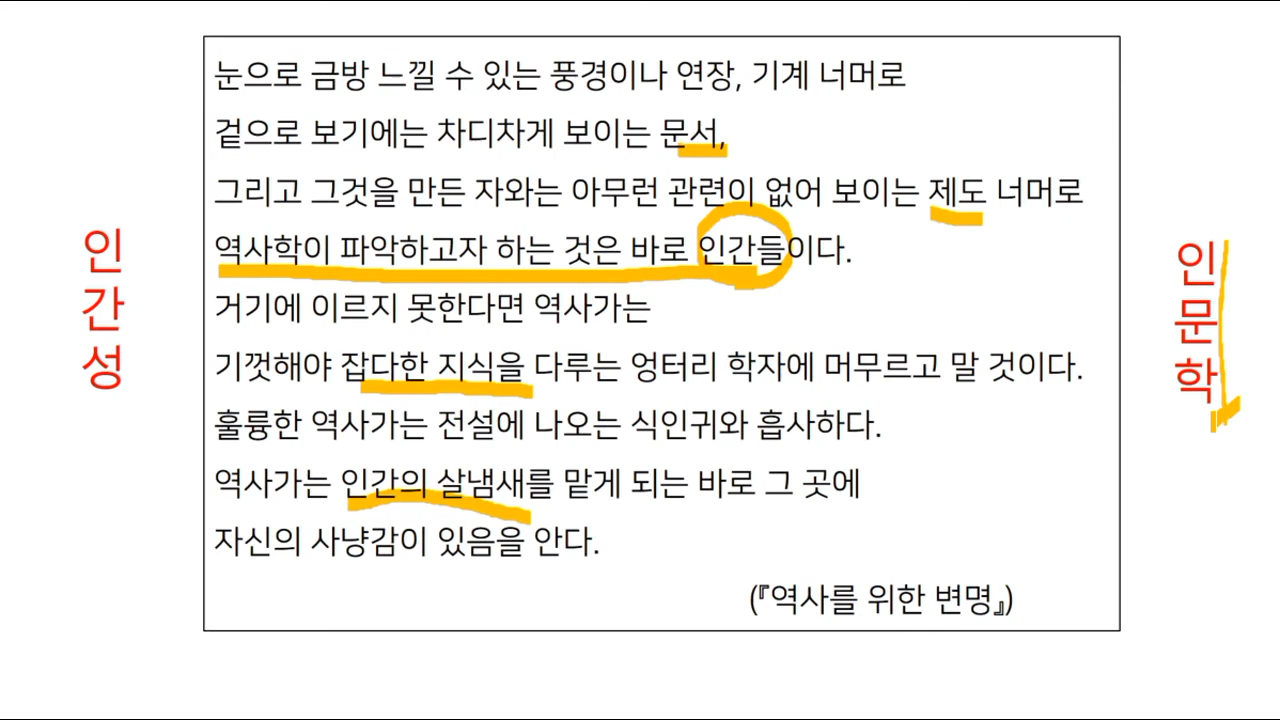 눈으로 금방 느낄 수 있는 풍경이나 연장, 기계 너머로
겉으로 보기에는 차디차게 보이는 문서,
그리고 그것을 만든 자와는 아무런 관련이 없어 보이는 제도 너머로
역사학이 파악하고자 하는 것은 바로 인간들이다.
거기에 이르지 못한다면 역사가는
기껏해야 잡다한 지식을 다루는 엉터리 학자에 머무르고 말 것이다.
훌륭한 역사가는 전설에 나오는 식인귀와 흡사하다.
역사가는 인간의 살냄새를 맡게 되는 바로 그 곳에
자신의 사냥감이 있음을 안다.
(『역사를 위한 변명』)
인간성
인문학